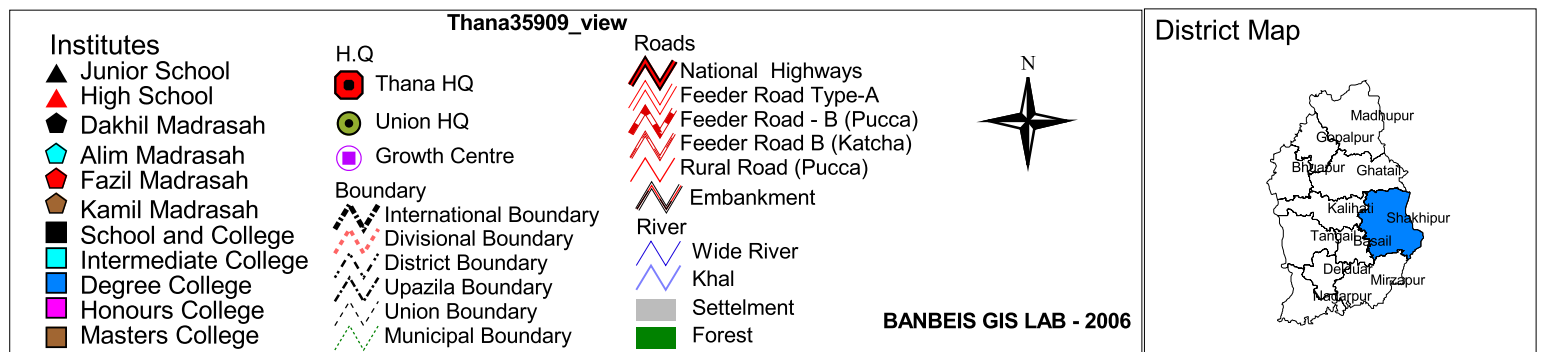 Thana35909_view
Institutes
Junior School
High School
Dakhil Madrasah
Alim Madrasah
Fazil Madrasah
Kamil Madrasah
School and College
Intermediate College
Degree College
Honours College
Masters College
H.Q
Thana HQ
Union HQ
Growth Centre
Boundary
International Boundary
Divisional Boundary
District Boundary
Upazila Boundary
Union Boundary
Municipal Boundary
Roads
National Highways
Feeder Road Type-A
Feeder Road - B (Pucca)
Feeder Road B (Katcha)
Rural Road (Pucca)
Embankment
River
Wide River
Khal
Settelment
Forest
N
BANBEIS GIS LAB - 2006
District Map
Madhupur
Gopalpur
Bhuapur
Ghatail
Kalihati
Shakhipur
Tangail
Basail
Delduar
Mirzapur
Nagarpur